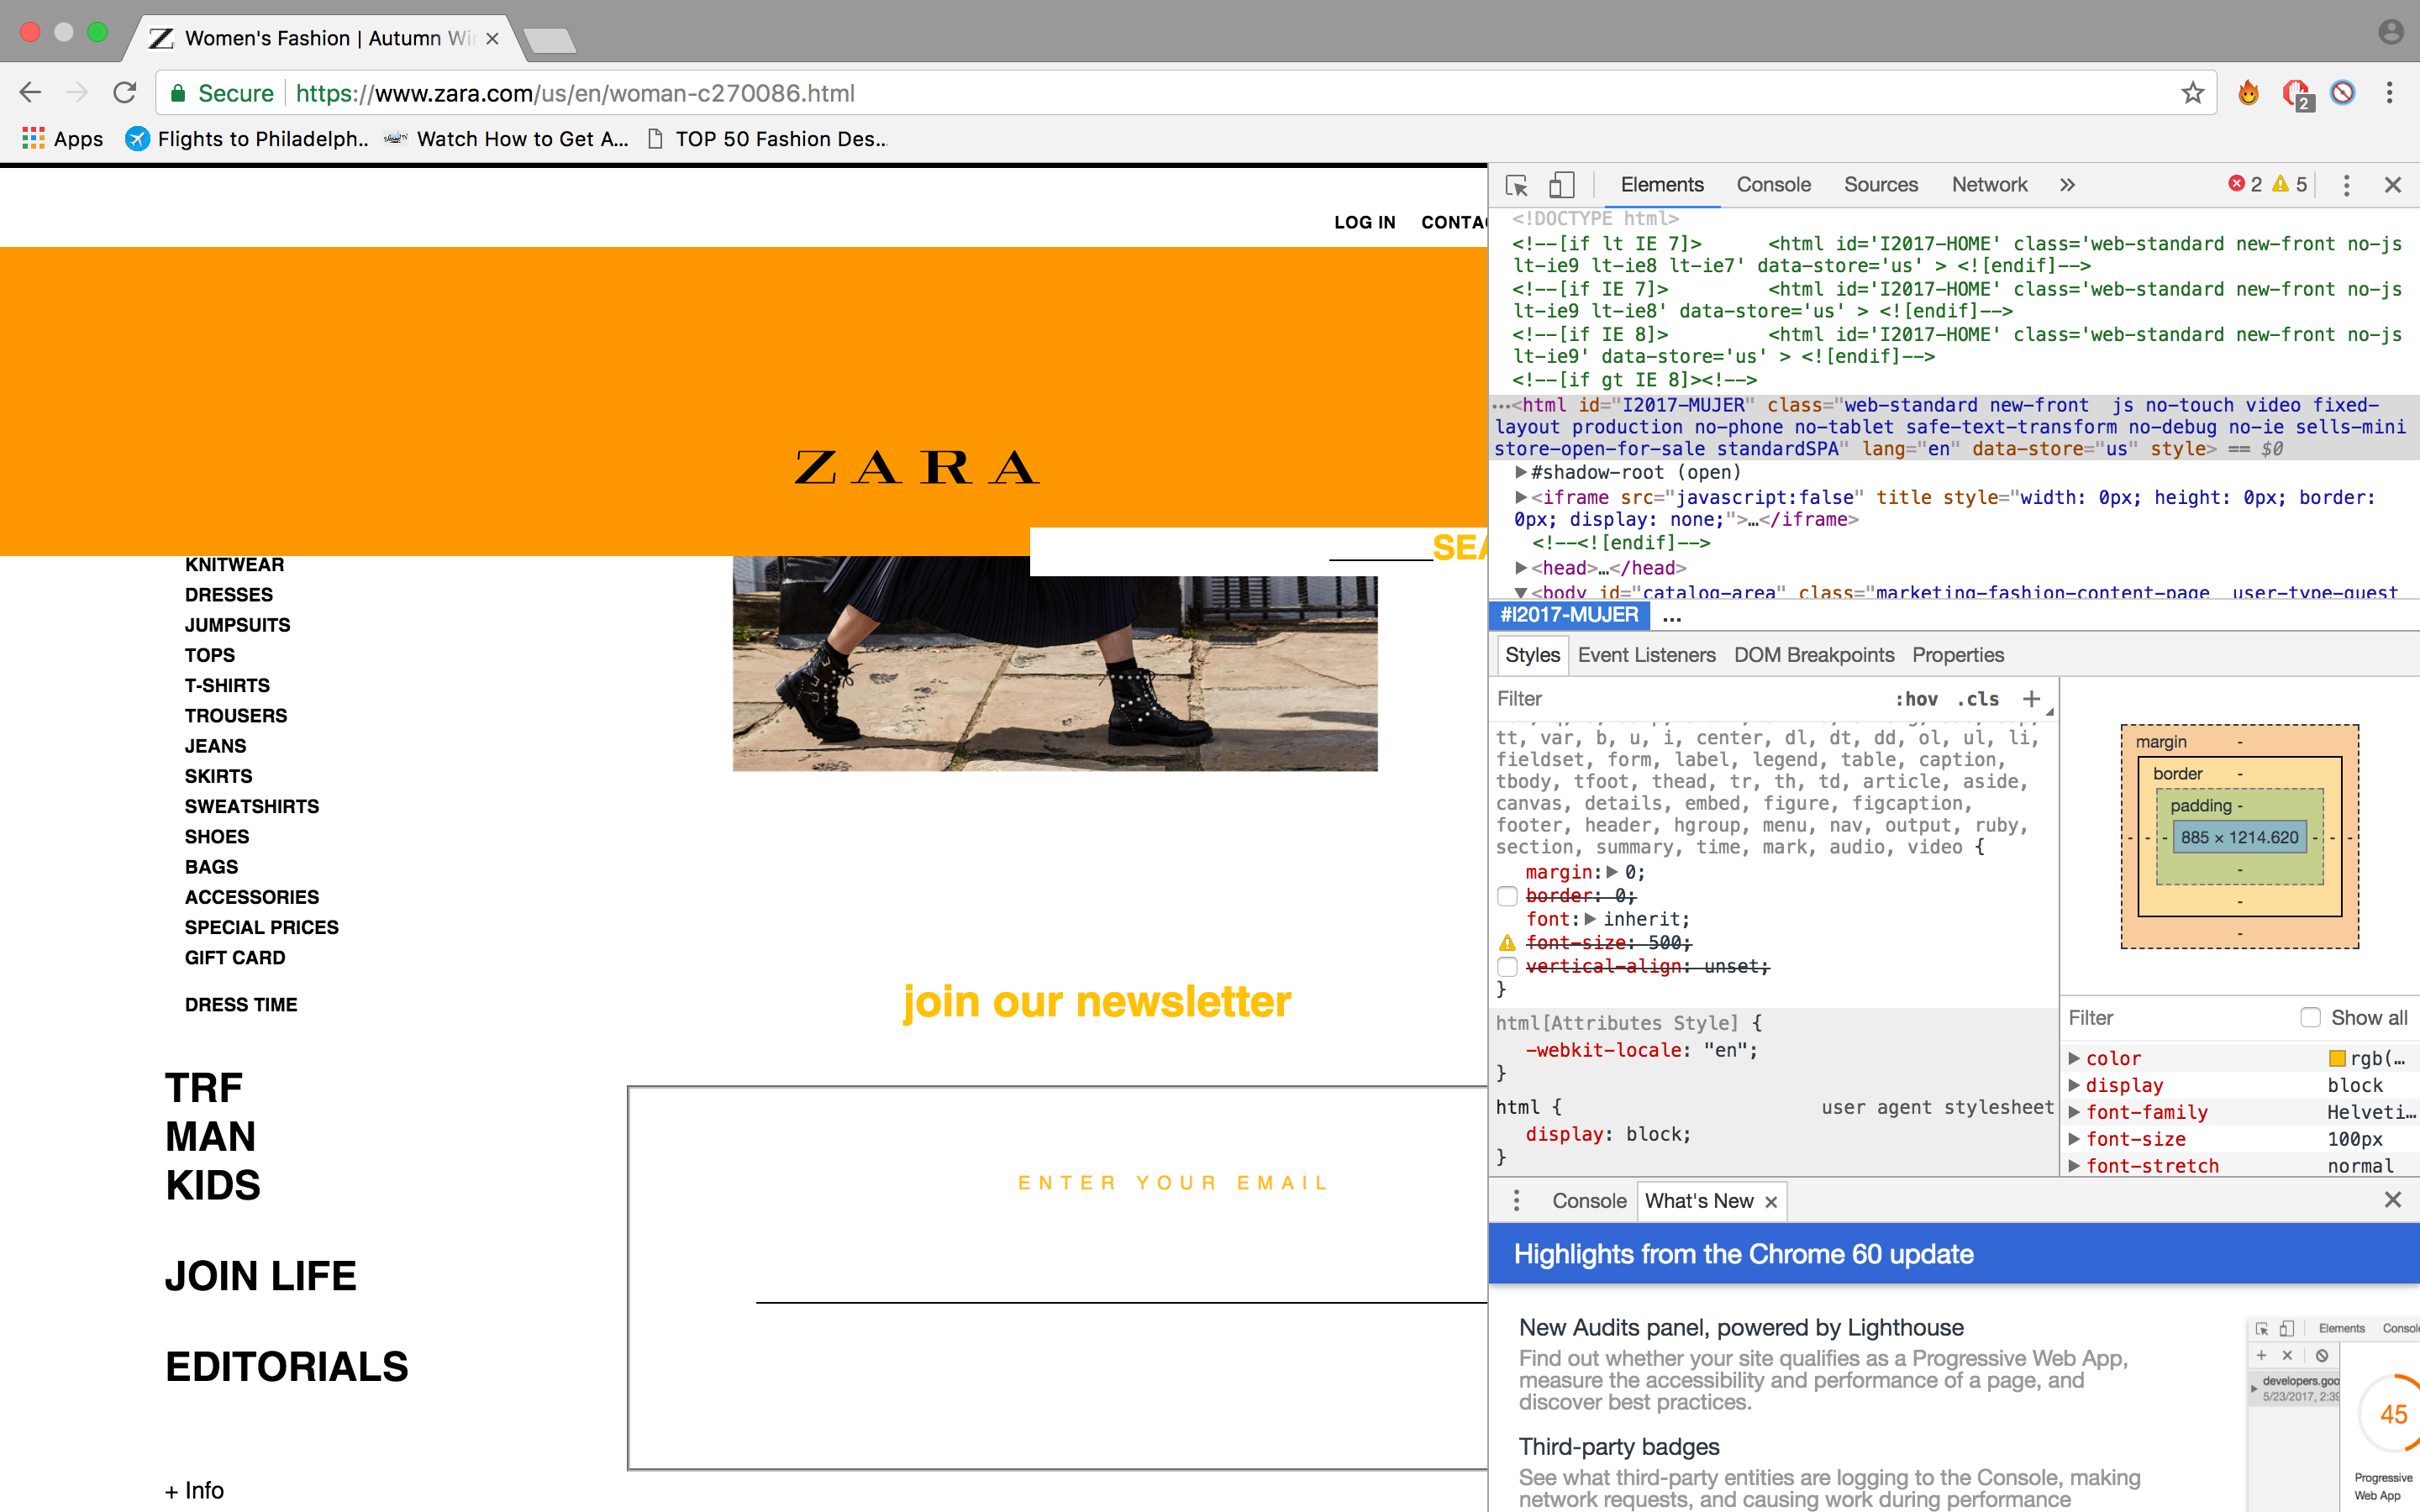 Women's Fashion | Autumn Wi
Secure https://www.zara.com/us/en/woman-c270086.html
2
Apps Flights to Philadelph... Watch How to Get A... TOP 50 Fashion Des...
LOG IN CONTAC
ZARA
SEA
KNITWEAR
DRESSES
JUMPSUITS
TOPS
T-SHIRTS
TROUSERS
JEANS
SKIRTS
SWEATSHIRTS
SHOES
BAGS
ACCESSORIES
SPECIAL PRICES
GIFT CARD
DRESS TIME
TRF
MAN
KIDS
JOIN LIFE
EDITORIALS
+ Info
join our newsletter
ENTER YOUR EMAIL
Elements Console Sources Network » 2 5
<!DOCTYPE html>
<!--[if lt IE 7]> <html id='I2017-HOME' class='web-standard new-front no-js
lt-ie9 lt-ie8 lt-ie7' data-store='us' > <![endif]-->
<!--[if IE 7]> <html id='I2017-HOME' class='web-standard new-front no-js
lt-ie9 lt-ie8' data-store='us' > <![endif]-->
<!--[if IE 8]> <html id='I2017-HOME' class='web-standard new-front no-js
lt-ie9' data-store='us' > <![endif]-->
<!--[if gt IE 8]><!-->
…<html id="I2017-MUJER" class="web-standard new-front js no-touch video fixed-
layout production no-phone no-tablet safe-text-transform no-debug no-ie sells-mini
store-open-for-sale standardSPA" lang="en" data-store="us" style> == $0
▶#shadow-root (open)
▶<iframe src="javascript:false" title style="width: 0px; height: 0px; border:
0px; display: none;">…</iframe>
<!--<![endif]-->
▶<head>…</head>
▼<body id="catalog-area" class="marketing-fashion-content-page user-type-guest
#I2017-MUJER ...
Styles Event Listeners DOM Breakpoints Properties
Filter :hov .cls +
tt, var, b, u, i, center, dl, dt, dd, ol, ul, li,
fieldset, form, label, legend, table, caption,
tbody, tfoot, thead, tr, th, td, article, aside,
canvas, details, embed, figure, figcaption,
footer, header, hgroup, menu, nav, output, ruby,
section, summary, time, mark, audio, video {
margin:▶ 0;
border: 0;
font:▶ inherit;
font-size: 500;
vertical-align: unset;
}
html[Attributes Style] {
-webkit-locale: "en";
}
html { user agent stylesheet
display: block;
}
margin -
border -
padding -
- - - 885 × 1214.620 - - -
-
-
-
Filter Show all
▶ color rgb(…
▶ display block
▶ font-family Helveti…
▶ font-size 100px
▶ font-stretch normal
Console What's New ×
Highlights from the Chrome 60 update
New Audits panel, powered by Lighthouse
Find out whether your site qualifies as a Progressive Web App,
measure the accessibility and performance of a page, and
discover best practices.
Third-party badges
See what third-party entities are logging to the Console, making
network requests, and causing work during performance
Elements Console
developers.goo
5/23/2017, 2:39
45
Progressive
Web App